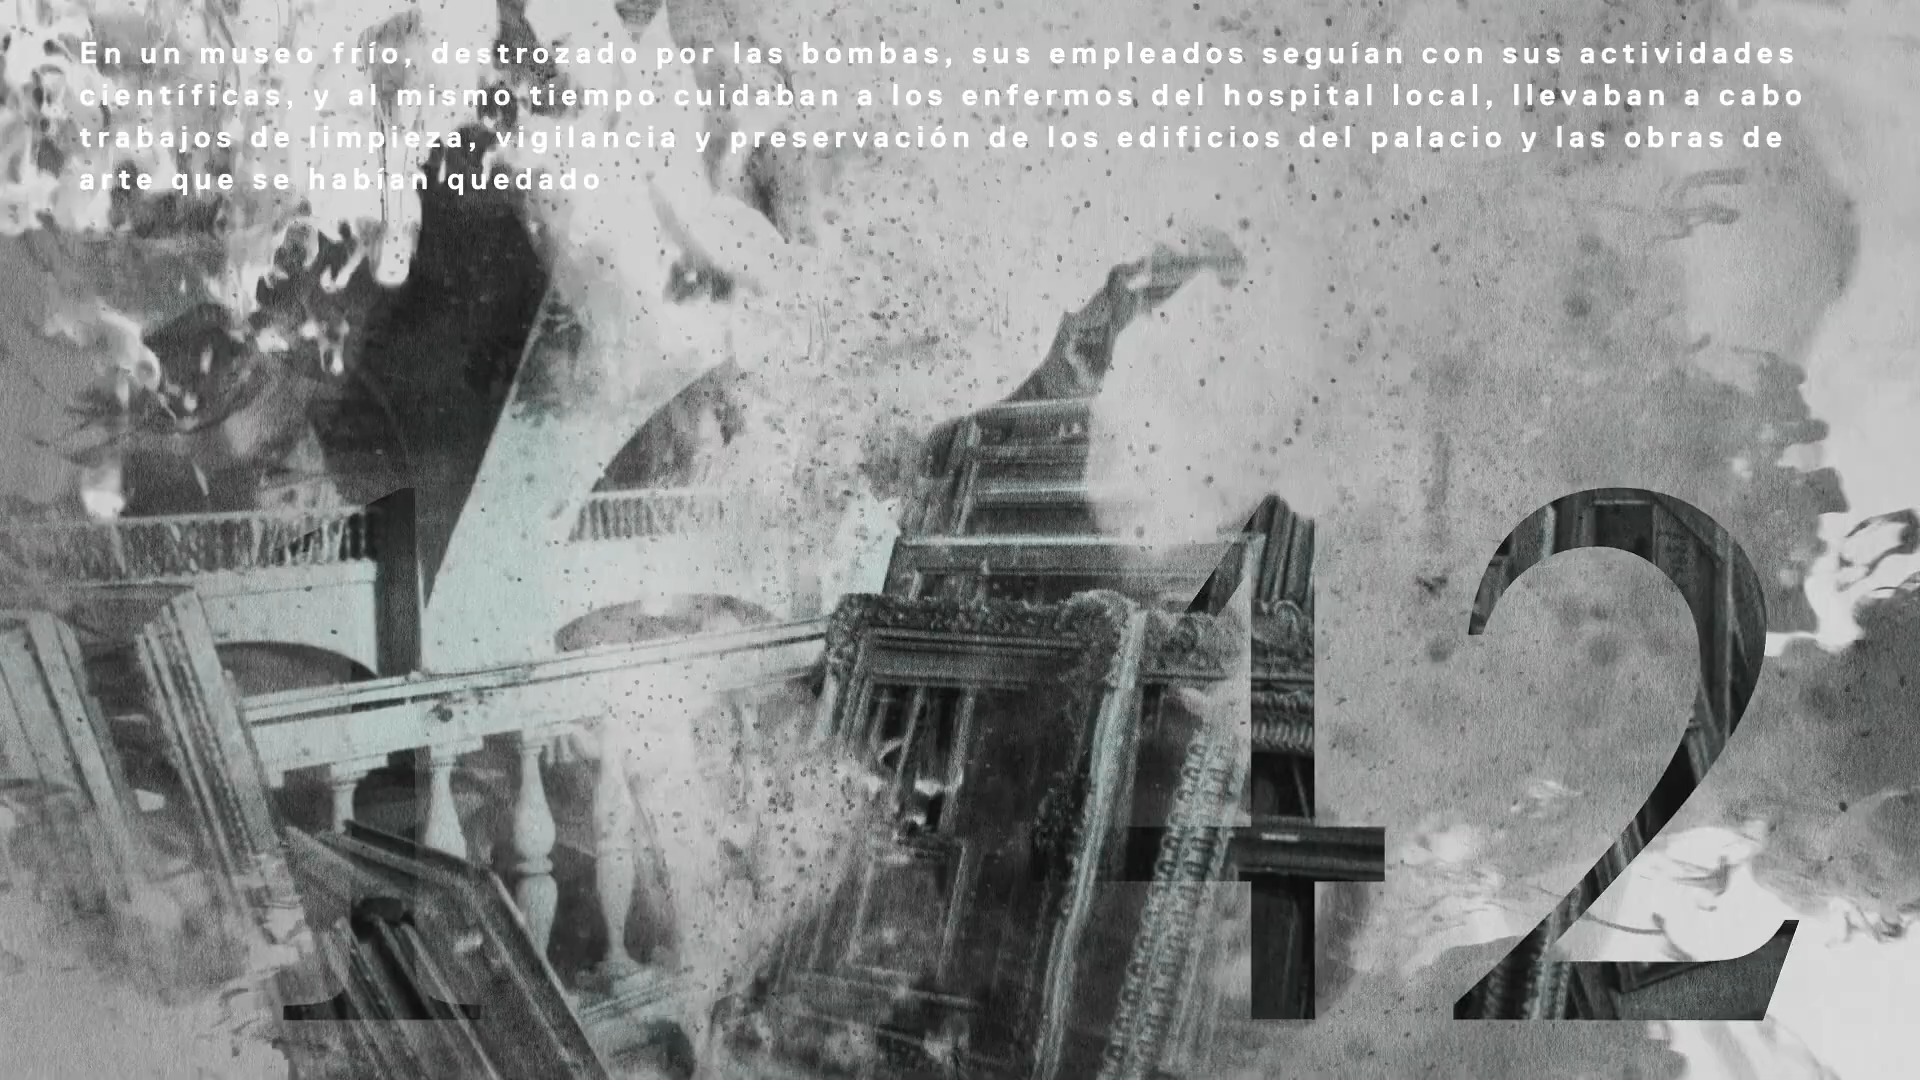 En un museo frío, destrozado por las bombas, sus empleados seguían con sus actividades
científicas, y al mismo tiempo cuidaban a los enfermos del hospital local, llevaban a cabo
trabajos de limpieza, vigilancia y preservación de los edificios del palacio y las obras de
arte que se habían quedado
1 42